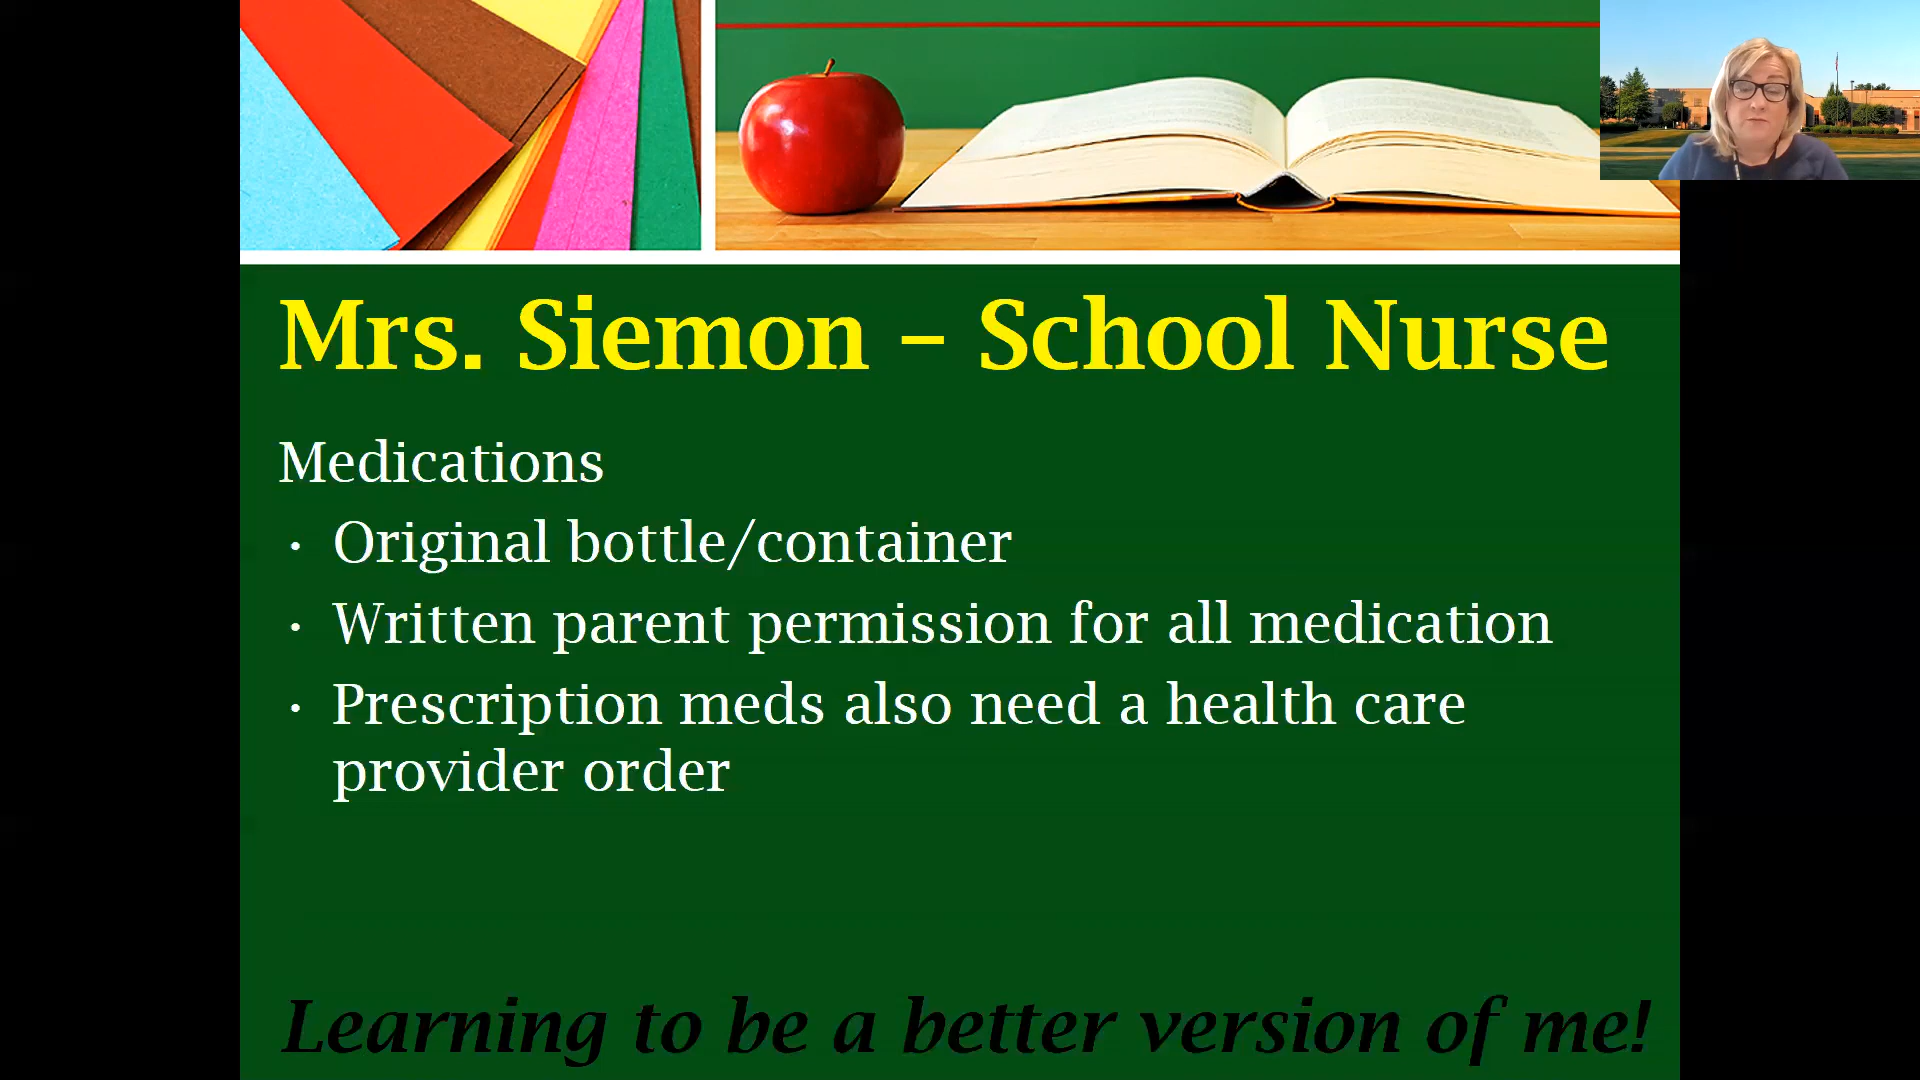 Mrs. Siemon – School Nurse
Medications
• Original bottle/container
• Written parent permission for all medication
• Prescription meds also need a health care
provider order
Learning to be a better version of me!